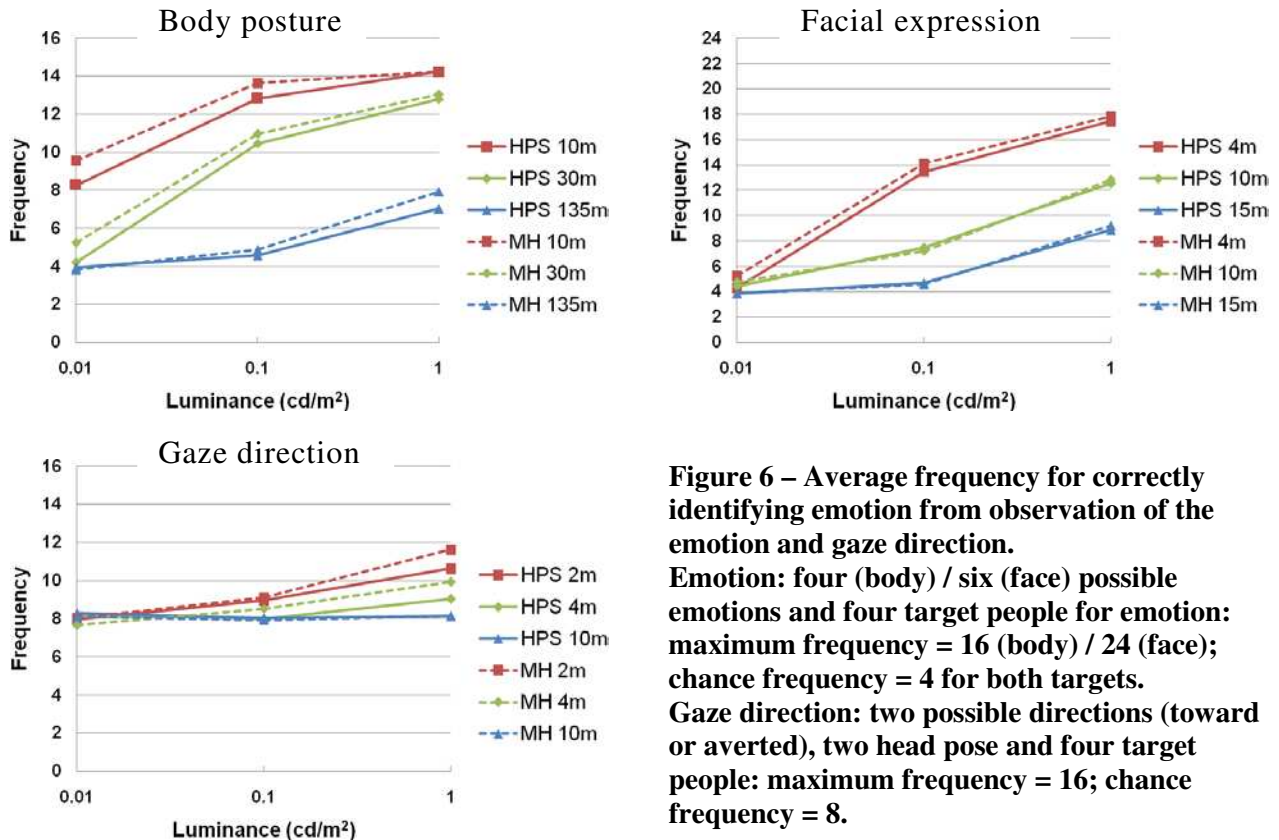 Body posture
16
14
12
10
8
6
4
2
0
Frequency
0.01
0.1
1
Luminance (cd/m²)
HPS 10m
HPS 30m
HPS 135m
MH 10m
MH 30m
MH 135m
Facial expression
24
22
20
18
16
14
12
10
8
6
4
2
0
Frequency
0.01
0.1
1
Luminance (cd/m²)
HPS 4m
HPS 10m
HPS 15m
MH 4m
MH 10m
MH 15m
Gaze direction
16
14
12
10
8
6
4
2
0
Frequency
0.01
0.1
1
Luminance (cd/m²)
HPS 2m
HPS 4m
HPS 10m
MH 2m
MH 4m
MH 10m
Figure 6 – Average frequency for correctly
identifying emotion from observation of the
emotion and gaze direction.
Emotion: four (body) / six (face) possible
emotions and four target people for emotion:
maximum frequency = 16 (body) / 24 (face);
chance frequency = 4 for both targets.
Gaze direction: two possible directions (toward
or averted), two head pose and four target
people: maximum frequency = 16; chance
frequency = 8.